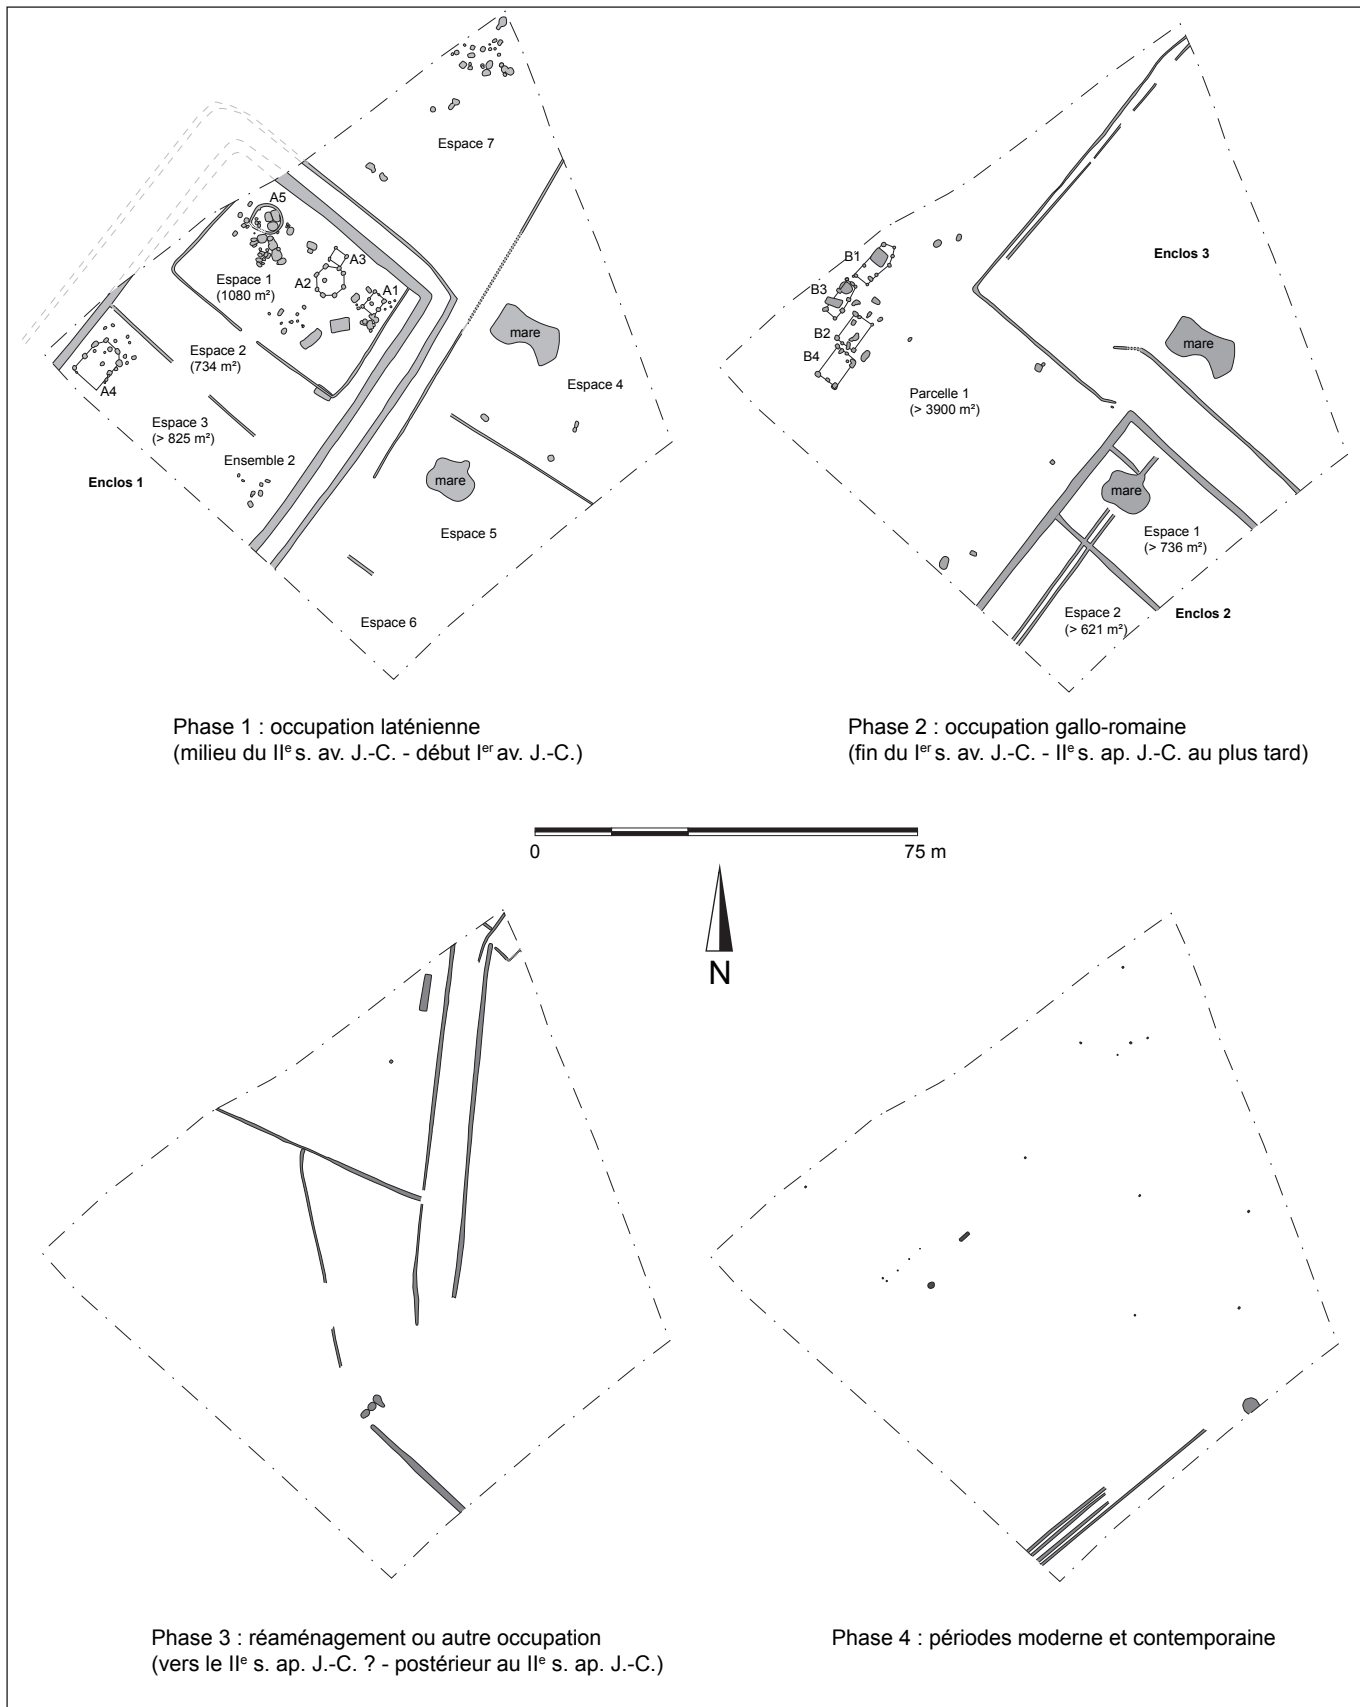 Espace 7
A5
A3
Espace 1
(1080 m²)
A2
A1
mare
Espace 2
(734 m²)
A4
Espace 4
Espace 3
(> 825 m²)
Ensemble 2
Enclos 1
mare
Espace 5
Espace 6
Phase 1 : occupation laténienne
(milieu du IIᵉ s. av. J.-C. - début Iᵉʳ av. J.-C.)
B1
Enclos 3
B3
B2
mare
B4
Parcelle 1
(> 3900 m²)
mare
Espace 1
(> 736 m²)
Espace 2
(> 621 m²)
Enclos 2
Phase 2 : occupation gallo-romaine
(fin du Iᵉʳ s. av. J.-C. - IIᵉ s. ap. J.-C. au plus tard)
0
75 m
N
Phase 3 : réaménagement ou autre occupation
(vers le IIᵉ s. ap. J.-C. ? - postérieur au IIᵉ s. ap. J.-C.)
Phase 4 : périodes moderne et contemporaine